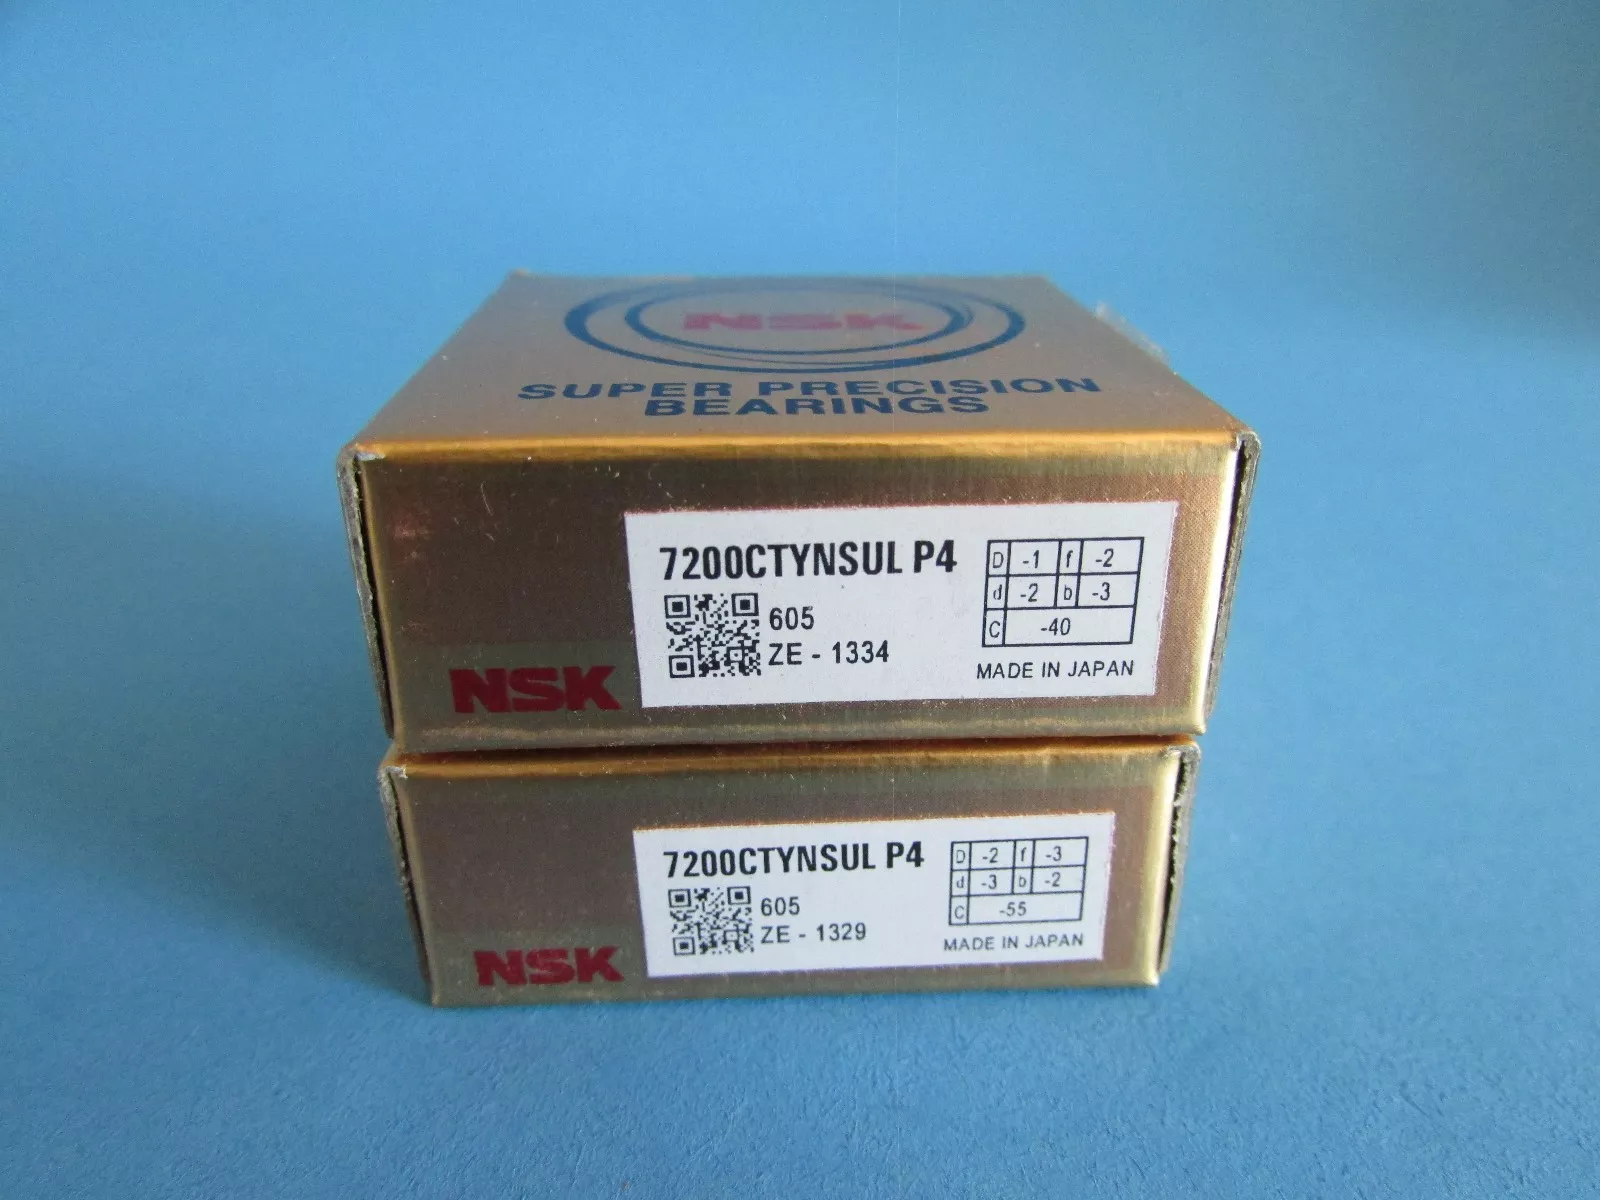 NSK
SUPER PRECISION
BEARINGS
7200CTYNSUL P4
605
ZE - 1334
D -1 f -2
d -2 b -3
C -40
MADE IN JAPAN
NSK
7200CTYNSUL P4
605
ZE - 1329
D -2 f -3
d -3 b -2
C -55
MADE IN JAPAN
NSK